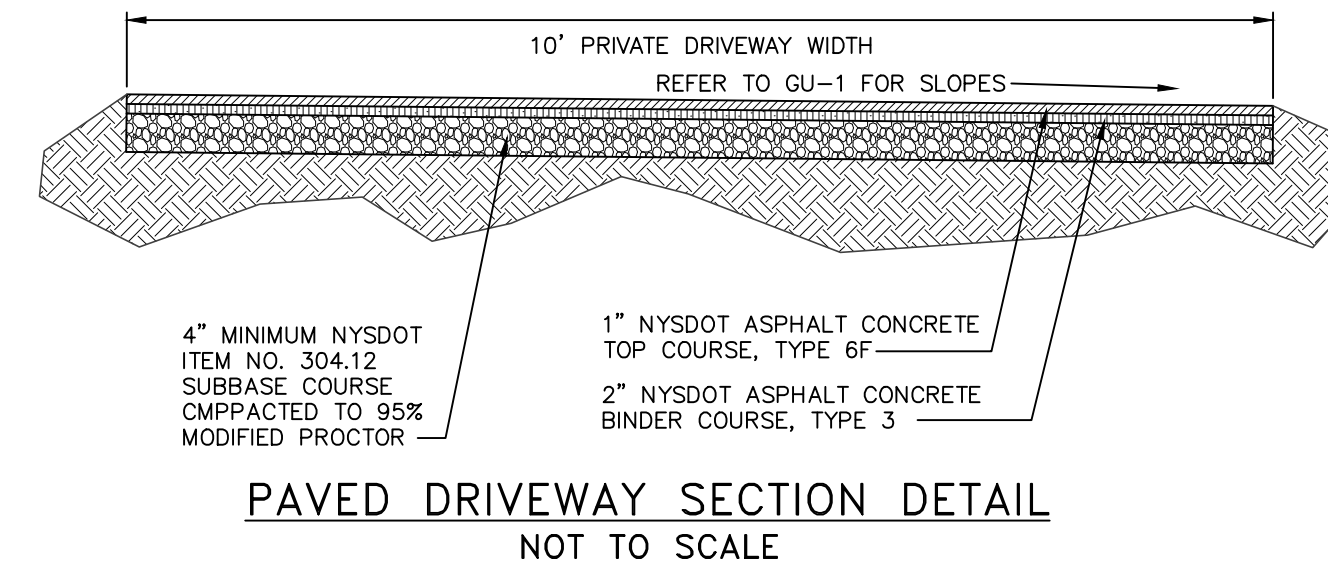 10' PRIVATE DRIVEWAY WIDTH
REFER TO GU-1 FOR SLOPES
4" MINIMUM NYSDOT
ITEM NO. 304.12
SUBBASE COURSE
CMPPACTED TO 95%
MODIFIED PROCTOR
1" NYSDOT ASPHALT CONCRETE
TOP COURSE, TYPE 6F
2" NYSDOT ASPHALT CONCRETE
BINDER COURSE, TYPE 3
PAVED DRIVEWAY SECTION DETAIL
NOT TO SCALE